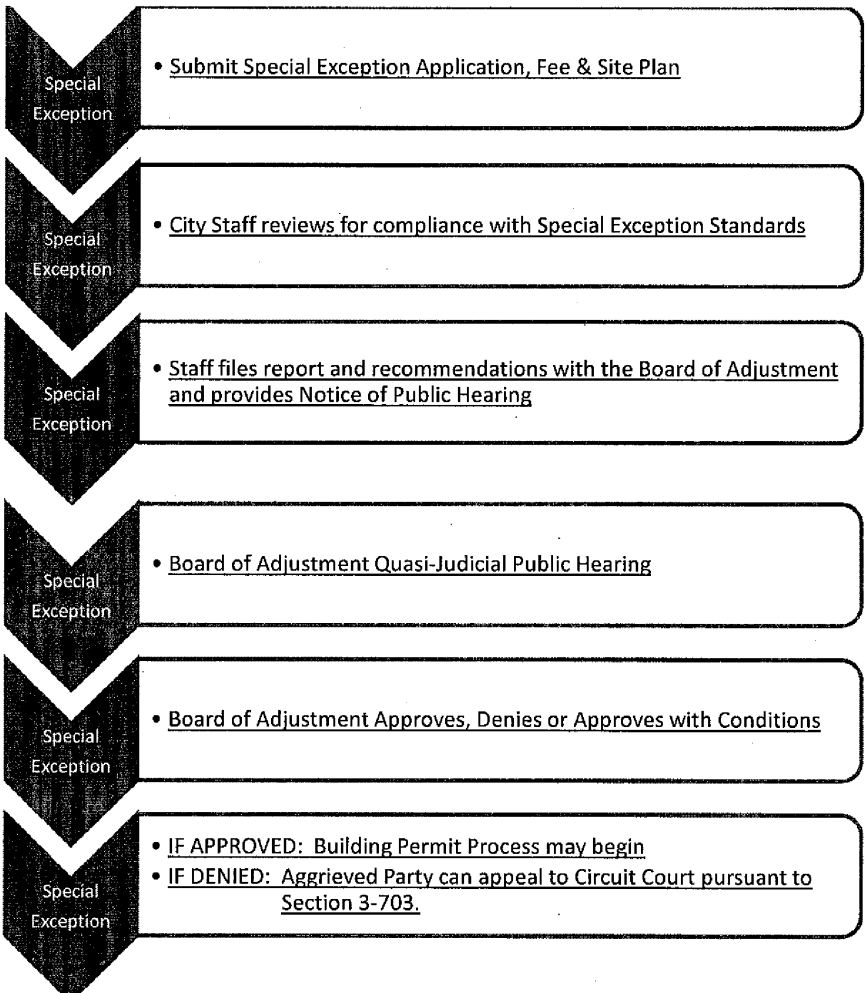 Special
Exception
• Submit Special Exception Application, Fee & Site Plan
Special
Exception
• City Staff reviews for compliance with Special Exception Standards
Special
Exception
• Staff files report and recommendations with the Board of Adjustment
and provides Notice of Public Hearing
Special
Exception
• Board of Adjustment Quasi-Judicial Public Hearing
Special
Exception
• Board of Adjustment Approves, Denies or Approves with Conditions
Special
Exception
• IF APPROVED: Building Permit Process may begin
• IF DENIED: Aggrieved Party can appeal to Circuit Court pursuant to
Section 3-703.